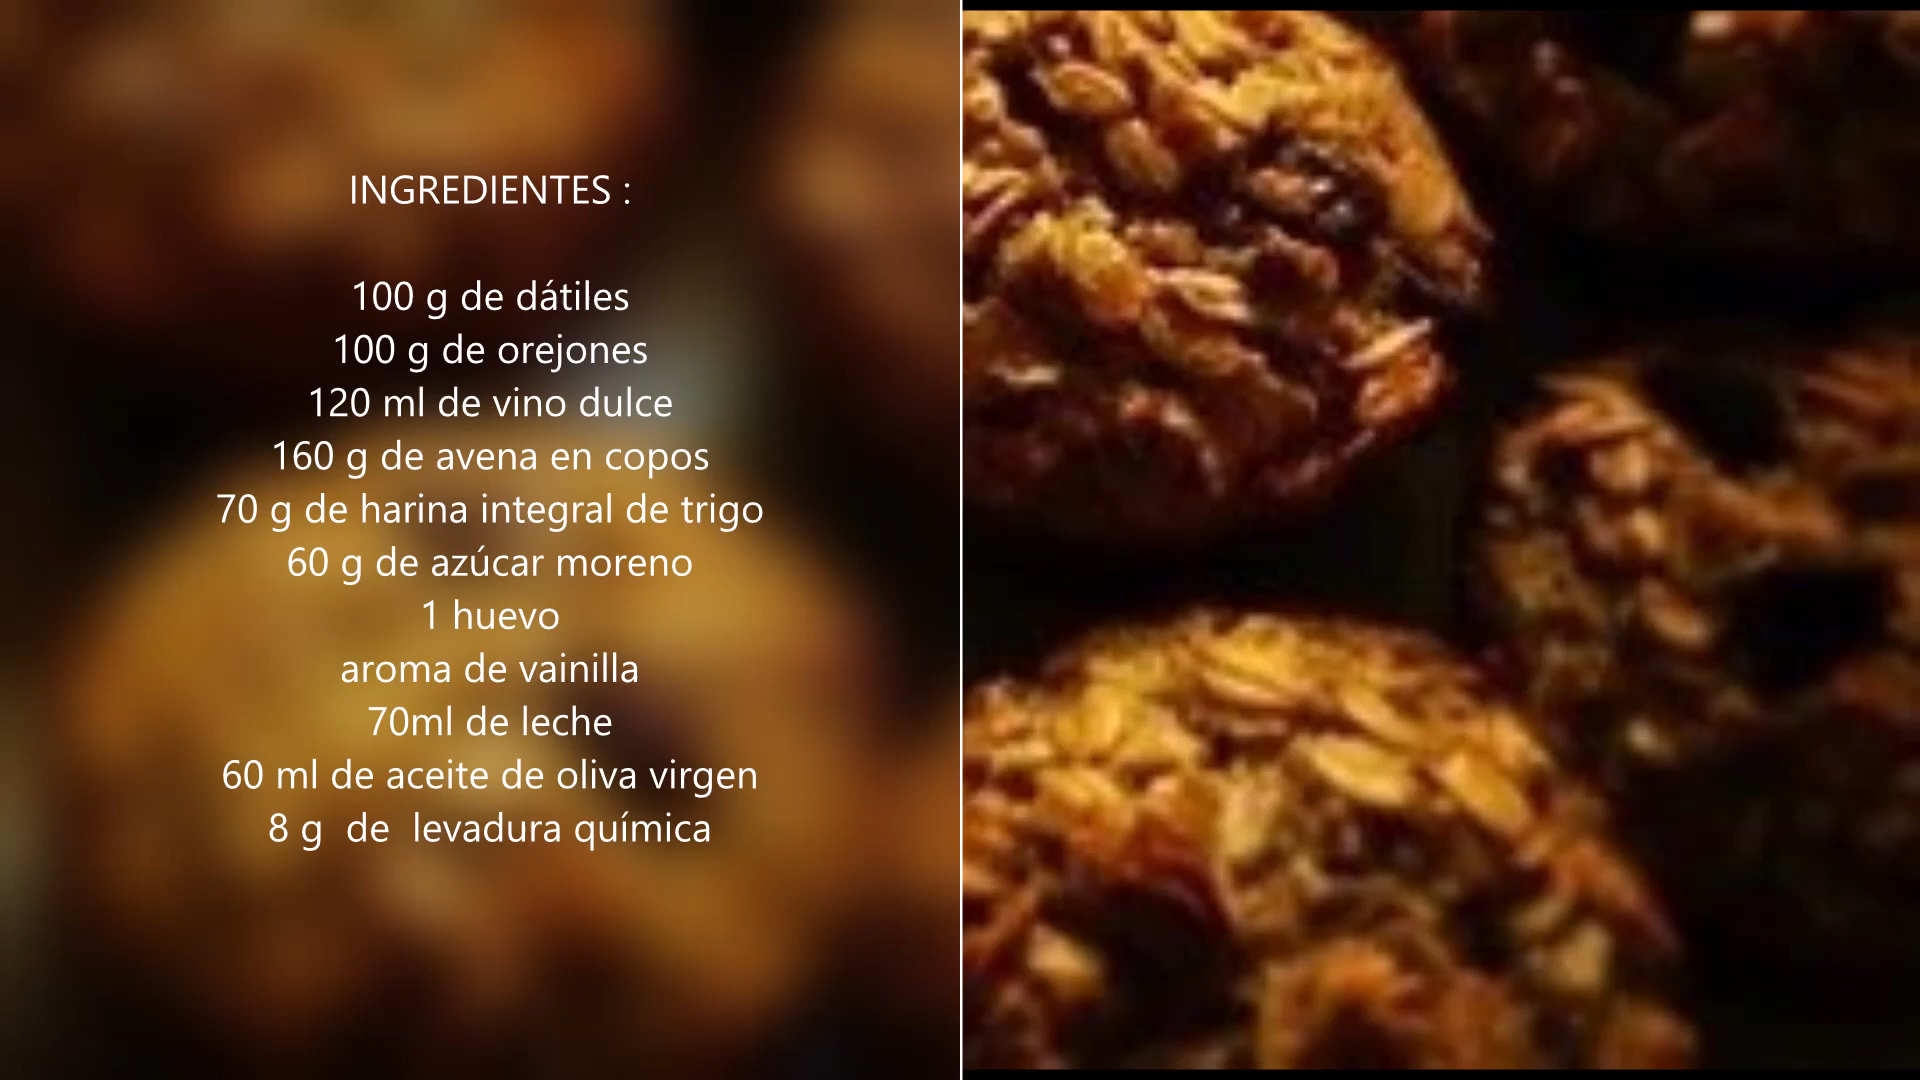 INGREDIENTES :
100 g de dátiles
100 g de orejones
120 ml de vino dulce
160 g de avena en copos
70 g de harina integral de trigo
60 g de azúcar moreno
1 huevo
aroma de vainilla
70ml de leche
60 ml de aceite de oliva virgen
8 g  de  levadura química